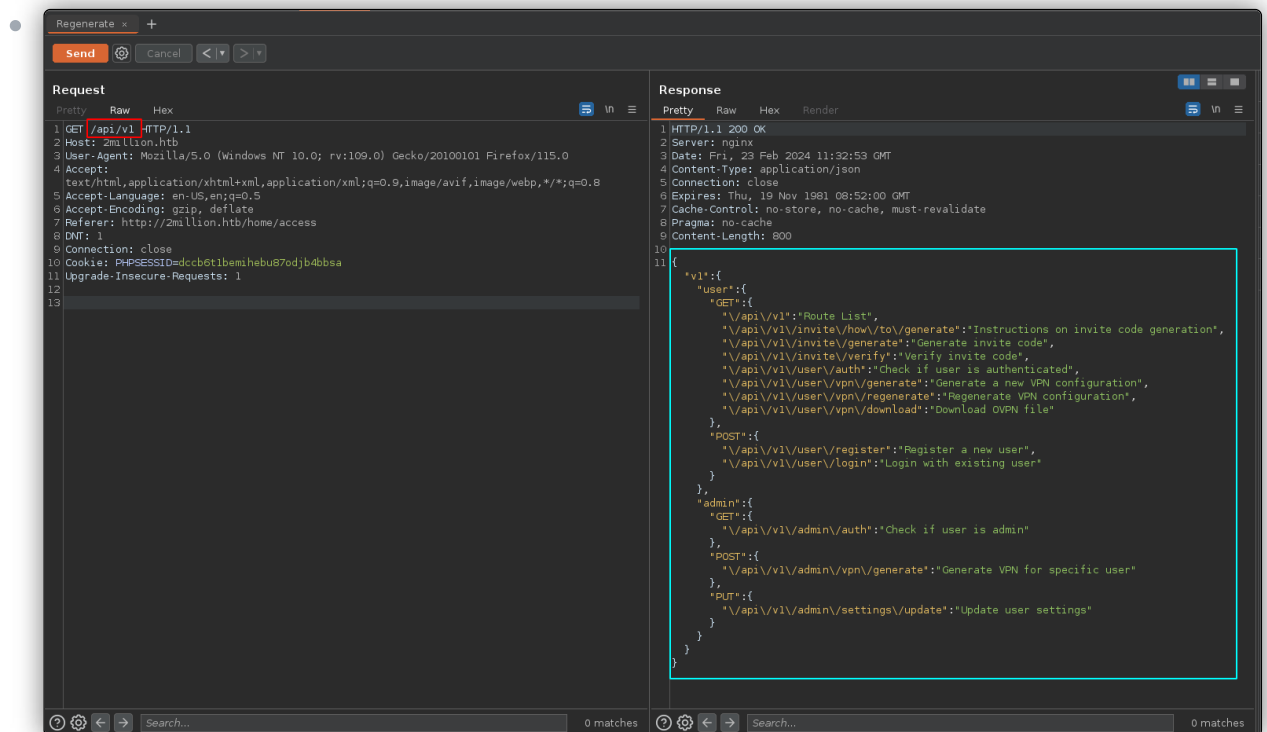 Regenerate × +
Send Cancel < >
Request
Pretty Raw Hex \n
1 GET /api/v1 HTTP/1.1
2 Host: 2million.htb
3 User-Agent: Mozilla/5.0 (Windows NT 10.0; rv:109.0) Gecko/20100101 Firefox/115.0
4 Accept:
text/html,application/xhtml+xml,application/xml;q=0.9,image/avif,image/webp,*/*;q=0.8
5 Accept-Language: en-US,en;q=0.5
6 Accept-Encoding: gzip, deflate
7 Referer: http://2million.htb/home/access
8 DNT: 1
9 Connection: close
10 Cookie: PHPSESSID=dccb6t1bemihebu87odjb4bbsa
11 Upgrade-Insecure-Requests: 1
12
13
Search...
0 matches
Response
Pretty Raw Hex Render \n
1 HTTP/1.1 200 OK
2 Server: nginx
3 Date: Fri, 23 Feb 2024 11:32:53 GMT
4 Content-Type: application/json
5 Connection: close
6 Expires: Thu, 19 Nov 1981 08:52:00 GMT
7 Cache-Control: no-store, no-cache, must-revalidate
8 Pragma: no-cache
9 Content-Length: 800
10
11 {
"v1":{
"user":{
"GET":{
"\/api\/v1":"Route List",
"\/api\/v1\/invite\/how\/to\/generate":"Instructions on invite code generation",
"\/api\/v1\/invite\/generate":"Generate invite code",
"\/api\/v1\/invite\/verify":"Verify invite code",
"\/api\/v1\/user\/auth":"Check if user is authenticated",
"\/api\/v1\/user\/vpn\/generate":"Generate a new VPN configuration",
"\/api\/v1\/user\/vpn\/regenerate":"Regenerate VPN configuration",
"\/api\/v1\/user\/vpn\/download":"Download OVPN file"
},
"POST":{
"\/api\/v1\/user\/register":"Register a new user",
"\/api\/v1\/user\/login":"Login with existing user"
}
},
"admin":{
"GET":{
"\/api\/v1\/admin\/auth":"Check if user is admin"
},
"POST":{
"\/api\/v1\/admin\/vpn\/generate":"Generate VPN for specific user"
},
"PUT":{
"\/api\/v1\/admin\/settings\/update":"Update user settings"
}
}
}
}
Search...
0 matches